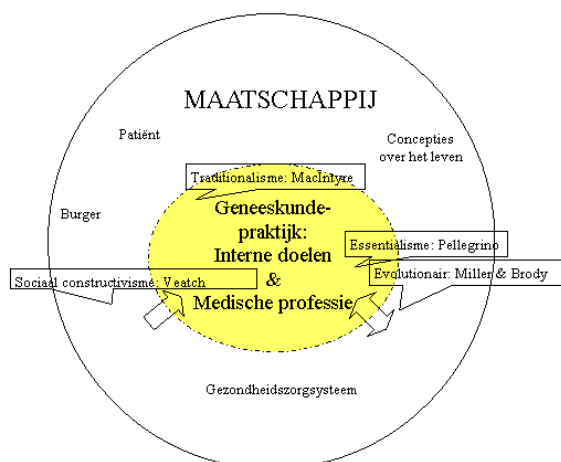 MAATSCHAPPIJ
Patiënt
Concepties
over het leven
Traditionalisme: MacIntyre
Burger
Geneeskunde-
praktijk:
Interne doelen
&
Medische professie
Essentialisme: Pellegrino
Evolutionair: Miller & Brody
Sociaal constructivisme: Veatch
Gezondheidszorgsysteem